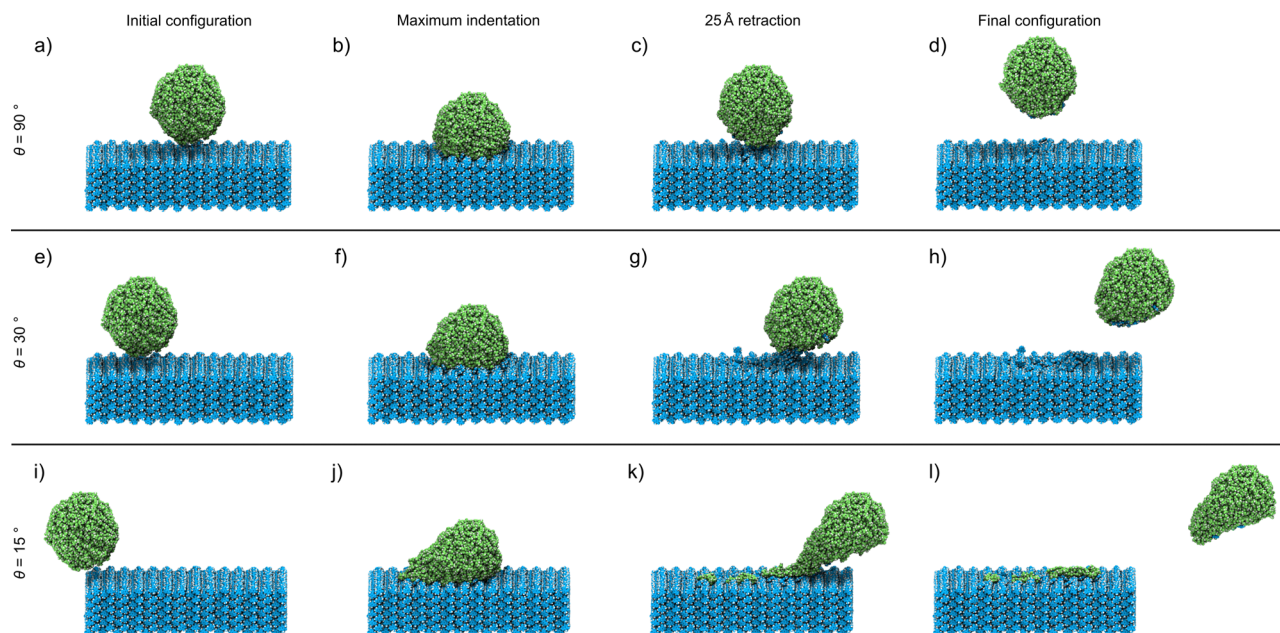 Initial configuration
Maximum indentation
25 Å retraction
Final configuration
a)
b)
c)
d)
θ = 90 °
e)
f)
g)
h)
θ = 30 °
i)
j)
k)
l)
θ = 15 °